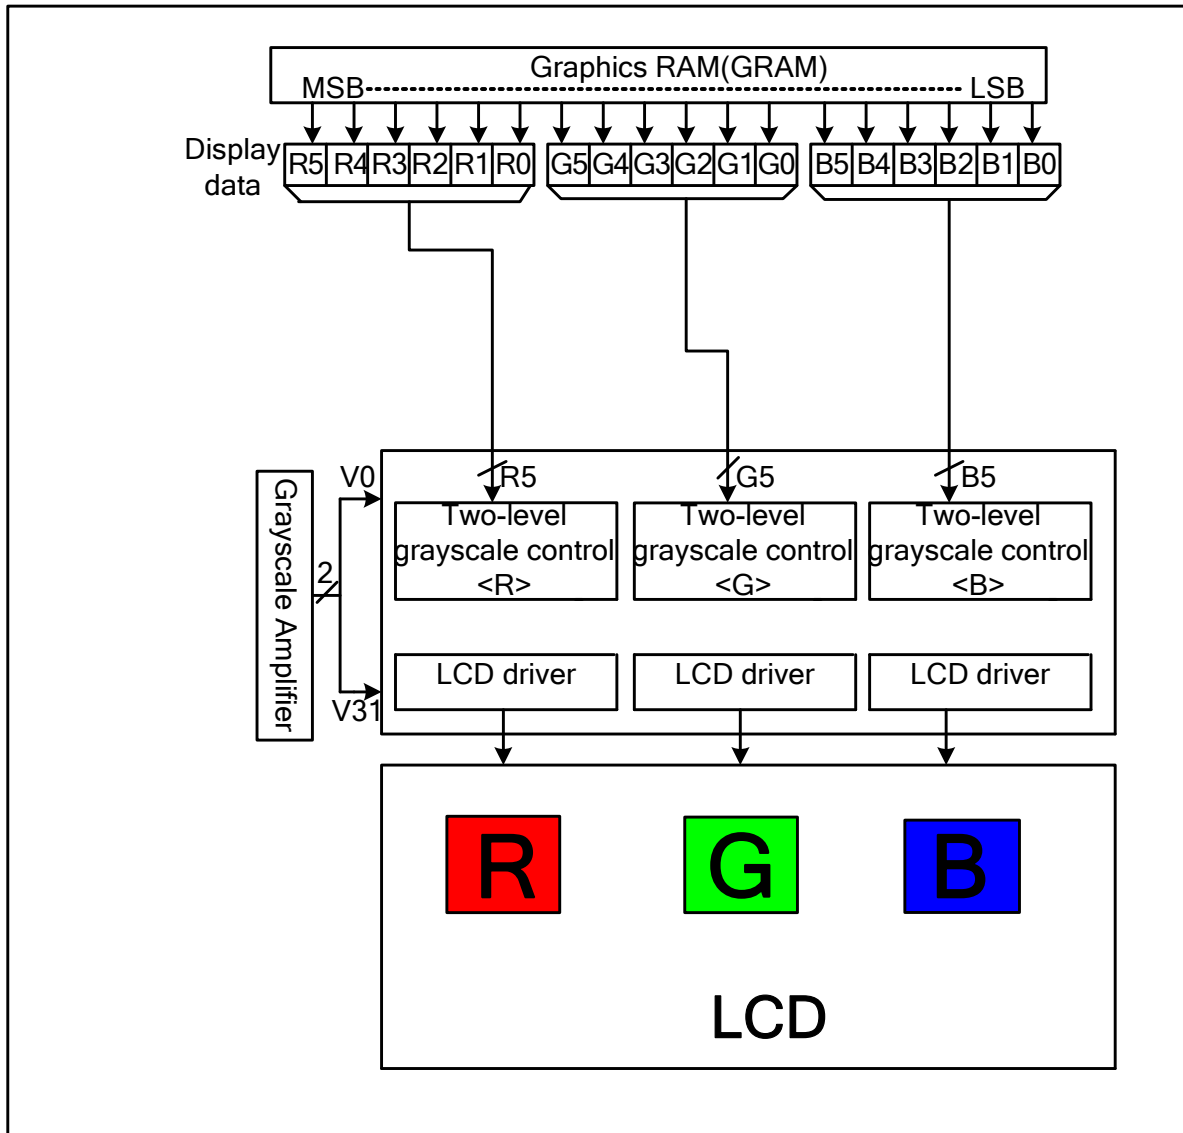 Graphics RAM(GRAM)
MSB LSB
Display data
R5 R4 R3 R2 R1 R0 G5 G4 G3 G2 G1 G0 B5 B4 B3 B2 B1 B0
R5 G5 B5
V0
Grayscale Amplifier
2
V31
Two-level
grayscale control
<R>
Two-level
grayscale control
<G>
Two-level
grayscale control
<B>
LCD driver LCD driver LCD driver
R G B
LCD